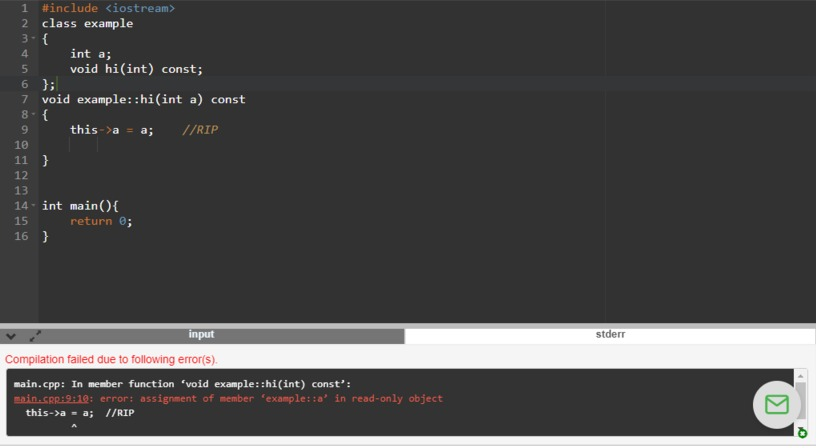 1 #include <iostream>
2 class example
3 {
4 int a;
5 void hi(int) const;
6 };
7 void example::hi(int a) const
8 {
9 this->a = a; //RIP
10
11 }
12
13
14 int main(){
15 return 0;
16 }
input stderr
Compilation failed due to following error(s).
main.cpp: In member function ‘void example::hi(int) const’:
main.cpp:9:10: error: assignment of member ‘example::a’ in read-only object
this->a = a; //RIP
^